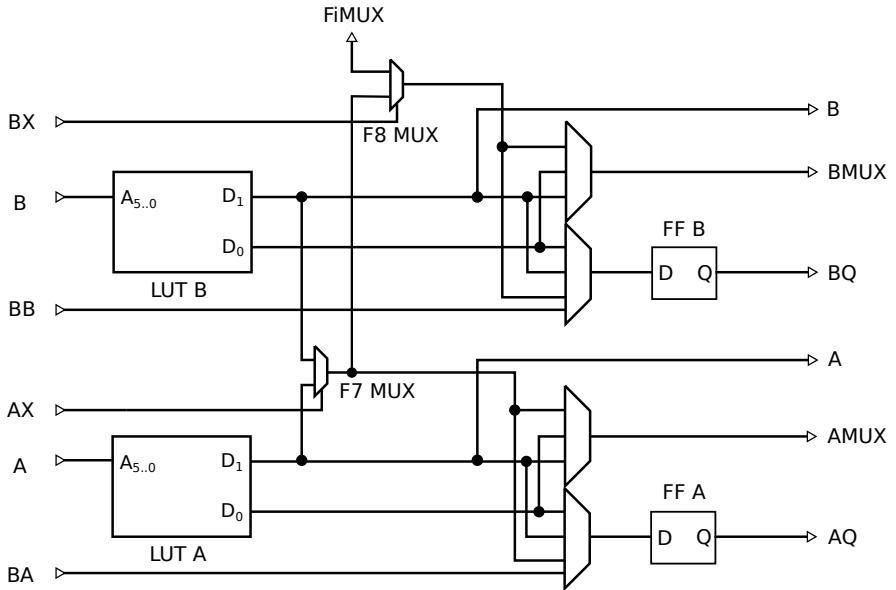 FiMUX
BX
F8 MUX
B
BMUX
B
A5..0
D1
D0
LUT B
FF B
D Q
BQ
BB
A
F7 MUX
AX
AMUX
A
A5..0
D1
D0
LUT A
FF A
D Q
AQ
BA